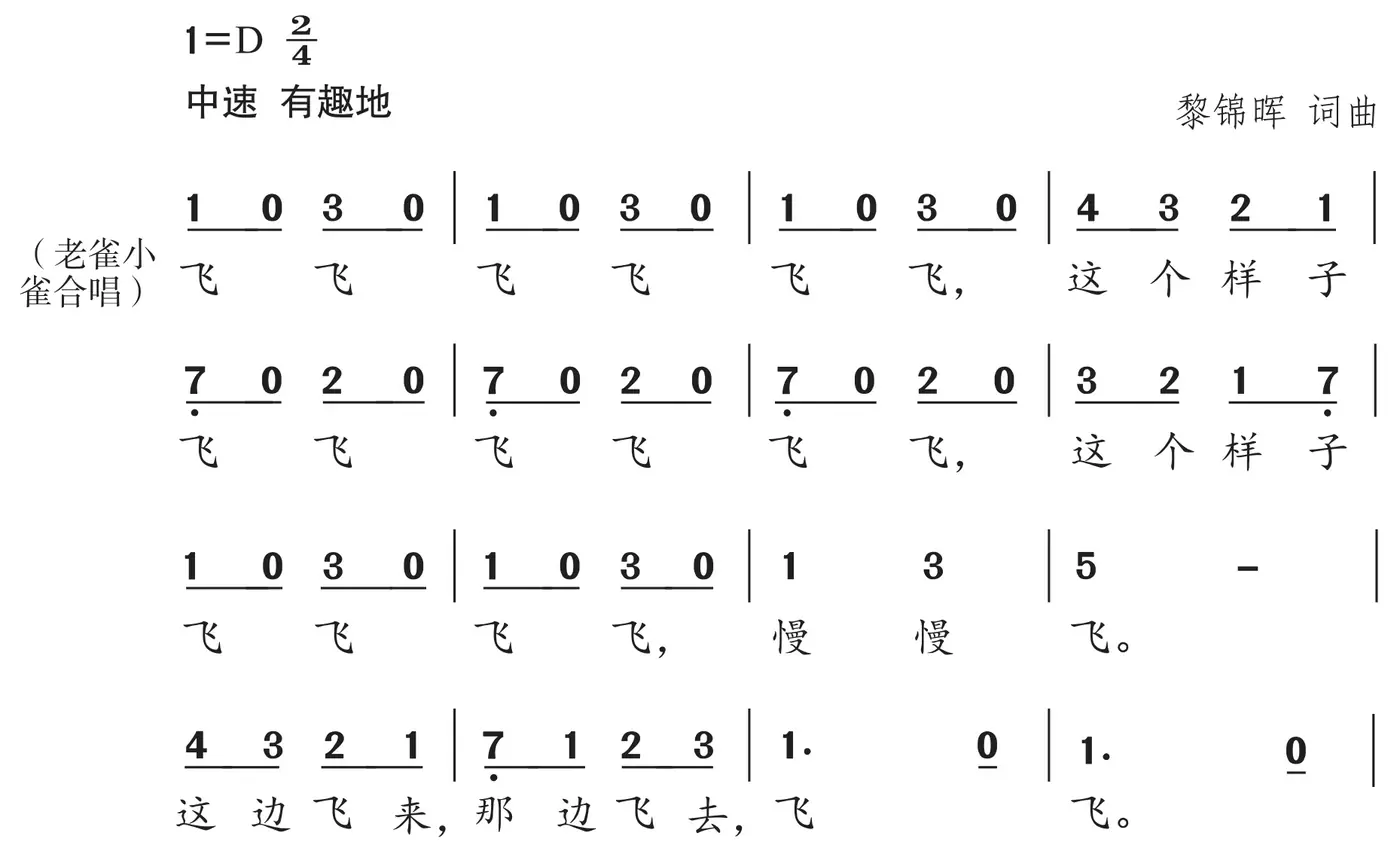 1=D 2/4
中速 有趣地
黎锦晖 词曲
1 0 3 0 | 1 0 3 0 | 1 0 3 0 | 4 3 2 1 |
（老雀小
雀合唱）
飞 飞 飞 飞 飞 飞， 这 个 样 子
7̣ 0 2 0 | 7̣ 0 2 0 | 7̣ 0 2 0 | 3 2 1 7̣ |
飞 飞 飞 飞 飞 飞， 这 个 样 子
1 0 3 0 | 1 0 3 0 | 1 3 | 5 – |
飞 飞 飞 飞， 慢 慢 飞。
4 3 2 1 | 7̣ 1 2 3 | 1· 0 | 1· 0 |
这 边 飞 来， 那 边 飞 去， 飞 飞。